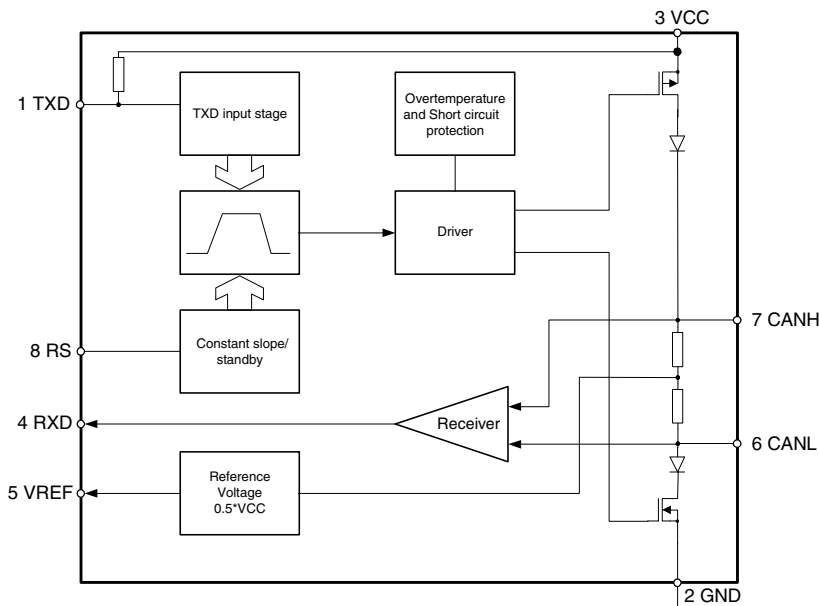 3 VCC
1 TXD
TXD input stage
Overtemperature
and Short circuit
protection
Driver
7 CANH
8 RS
Constant slope/
standby
4 RXD
Receiver
6 CANL
5 VREF
Reference
Voltage
0.5*VCC
2 GND